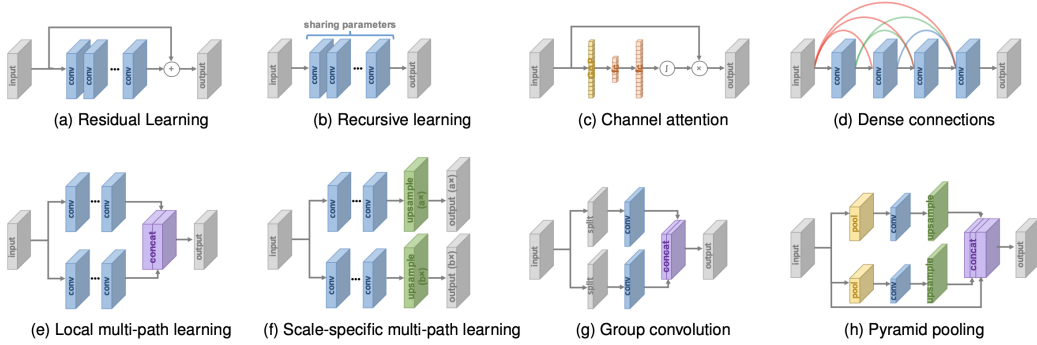 input
conv
conv
...
conv
+
output
(a) Residual Learning
sharing parameters
input
conv
conv
...
conv
output
(b) Recursive learning
input
GAP
fc
fc
∫
×
output
(c) Channel attention
input
conv
conv
conv
conv
output
(d) Dense connections
input
conv
...
conv
conv
...
conv
concat
output
(e) Local multi-path learning
input
conv
...
conv
upsample
(a×)
output (a×)
conv
...
conv
upsample
(b×)
output (b×)
(f) Scale-specific multi-path learning
input
split
conv
split
conv
concat
output
(g) Group convolution
input
pool
conv
upsample
pool
conv
upsample
concat
output
(h) Pyramid pooling